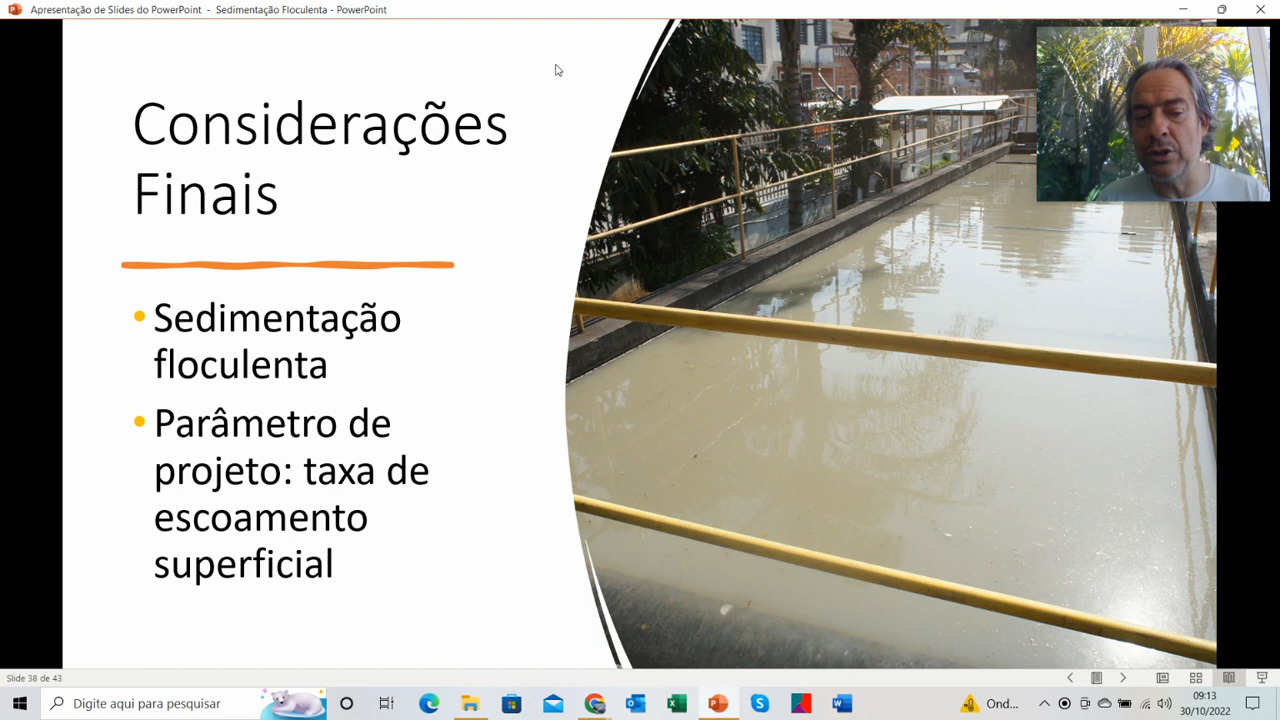 Apresentação de Slides do PowerPoint - Sedimentação Floculenta - PowerPoint
Considerações
Finais
• Sedimentação
floculenta
• Parâmetro de
projeto: taxa de
escoamento
superficial
Slide 38 de 43
Digite aqui para pesquisar
Ond...
09:13
30/10/2022